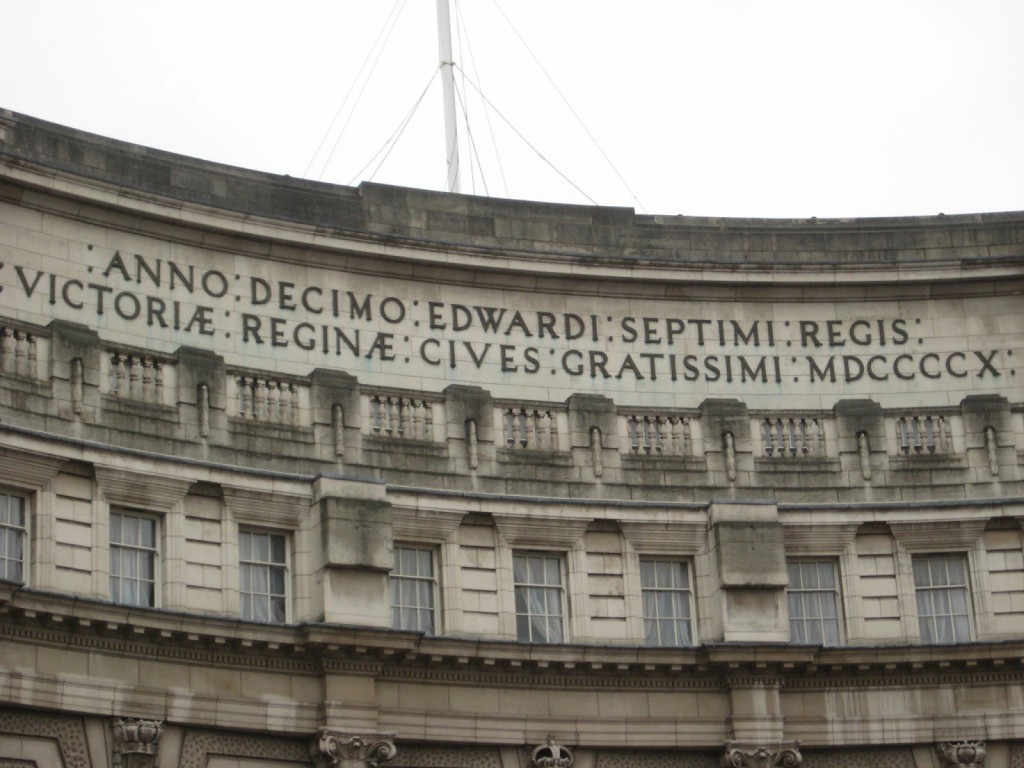 : ANNO : DECIMO : EDWARDI : SEPTIMI : REGIS :
: VICTORIÆ : REGINÆ : CIVES : GRATISSIMI : MDCCCCX :